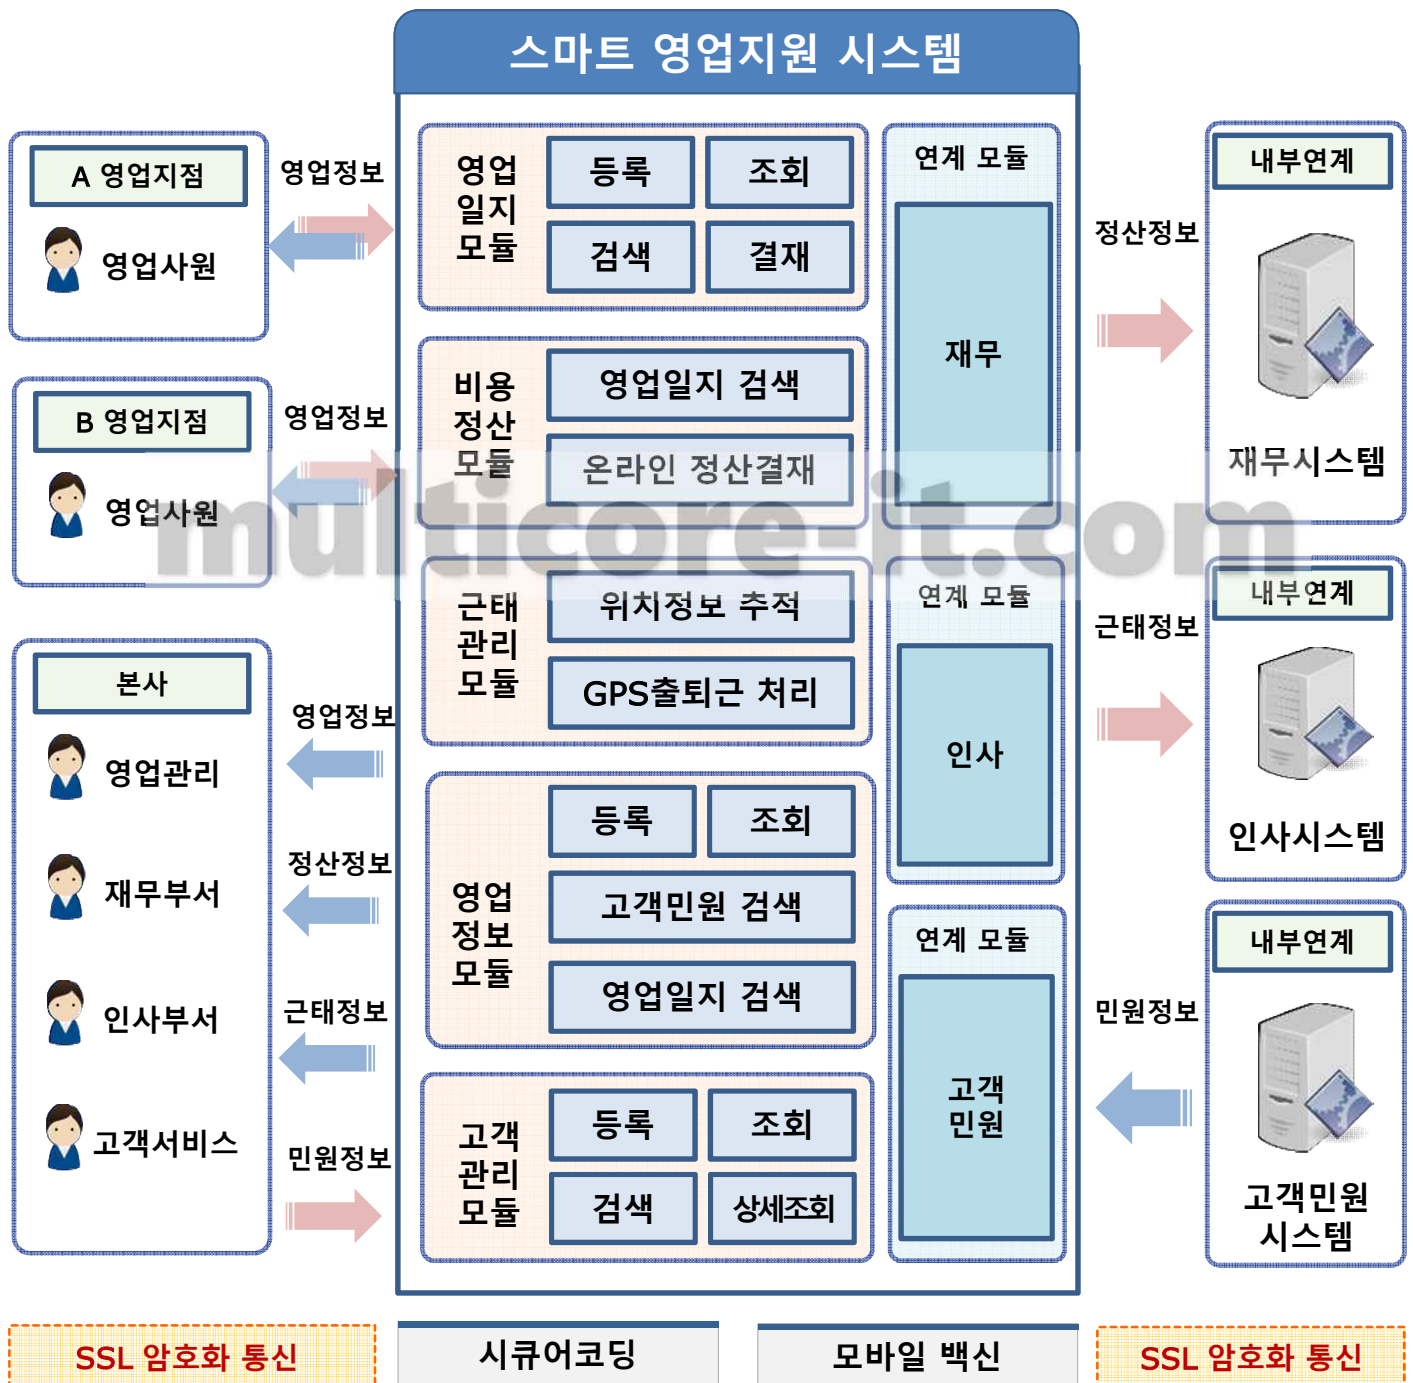 스마트 영업지원 시스템
A 영업지점
영업사원
영업정보
B 영업지점
영업사원
영업정보
본사
영업관리
재무부서
인사부서
고객서비스
영업정보
정산정보
근태정보
민원정보
영업
일지
모듈
등록
조회
검색
결재
비용
정산
모듈
영업일지 검색
온라인 정산결재
근태
관리
모듈
위치정보 추적
GPS출퇴근 처리
영업
정보
모듈
등록
조회
고객민원 검색
영업일지 검색
고객
관리
모듈
등록
조회
검색
상세조회
연계 모듈
재무
연계 모듈
인사
연계 모듈
고객
민원
정산정보
근태정보
민원정보
내부연계
재무시스템
내부연계
인사시스템
내부연계
고객민원
시스템
multicore-it.com
SSL 암호화 통신
시큐어코딩
모바일 백신
SSL 암호화 통신